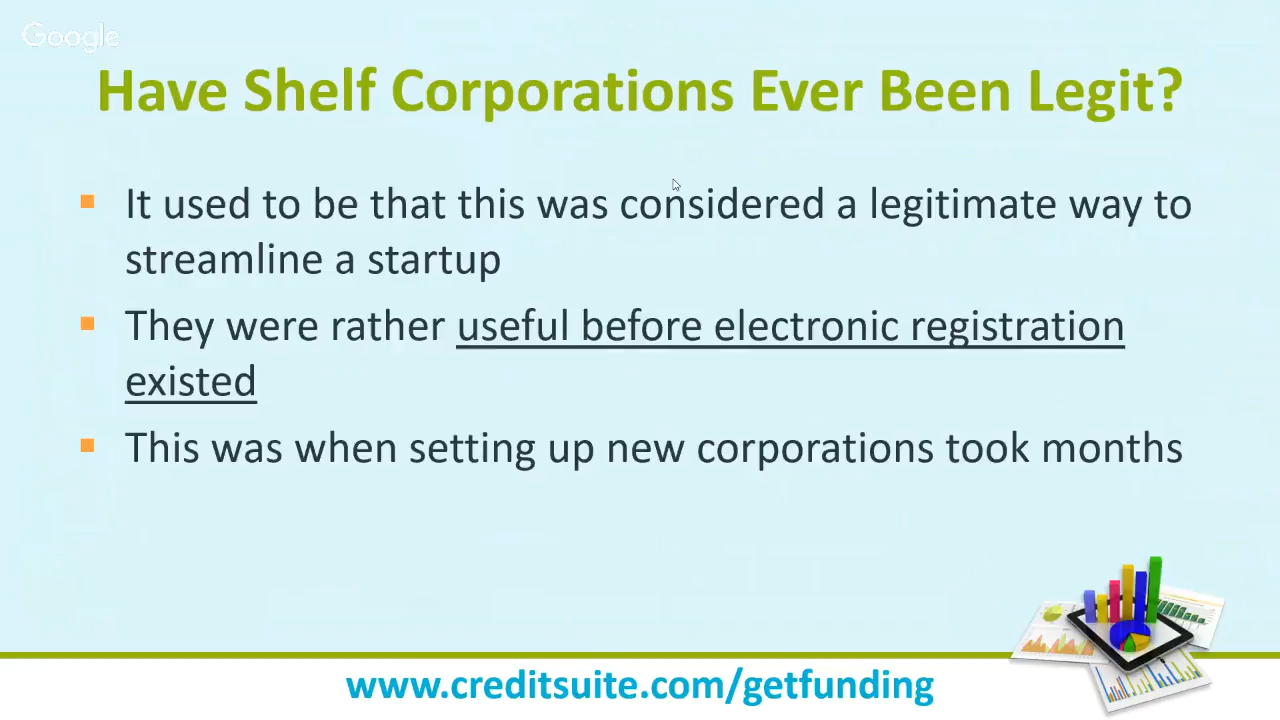 Google
Have Shelf Corporations Ever Been Legit?
It used to be that this was considered a legitimate way to
streamline a startup
They were rather useful before electronic registration
existed
This was when setting up new corporations took months
www.creditsuite.com/getfunding